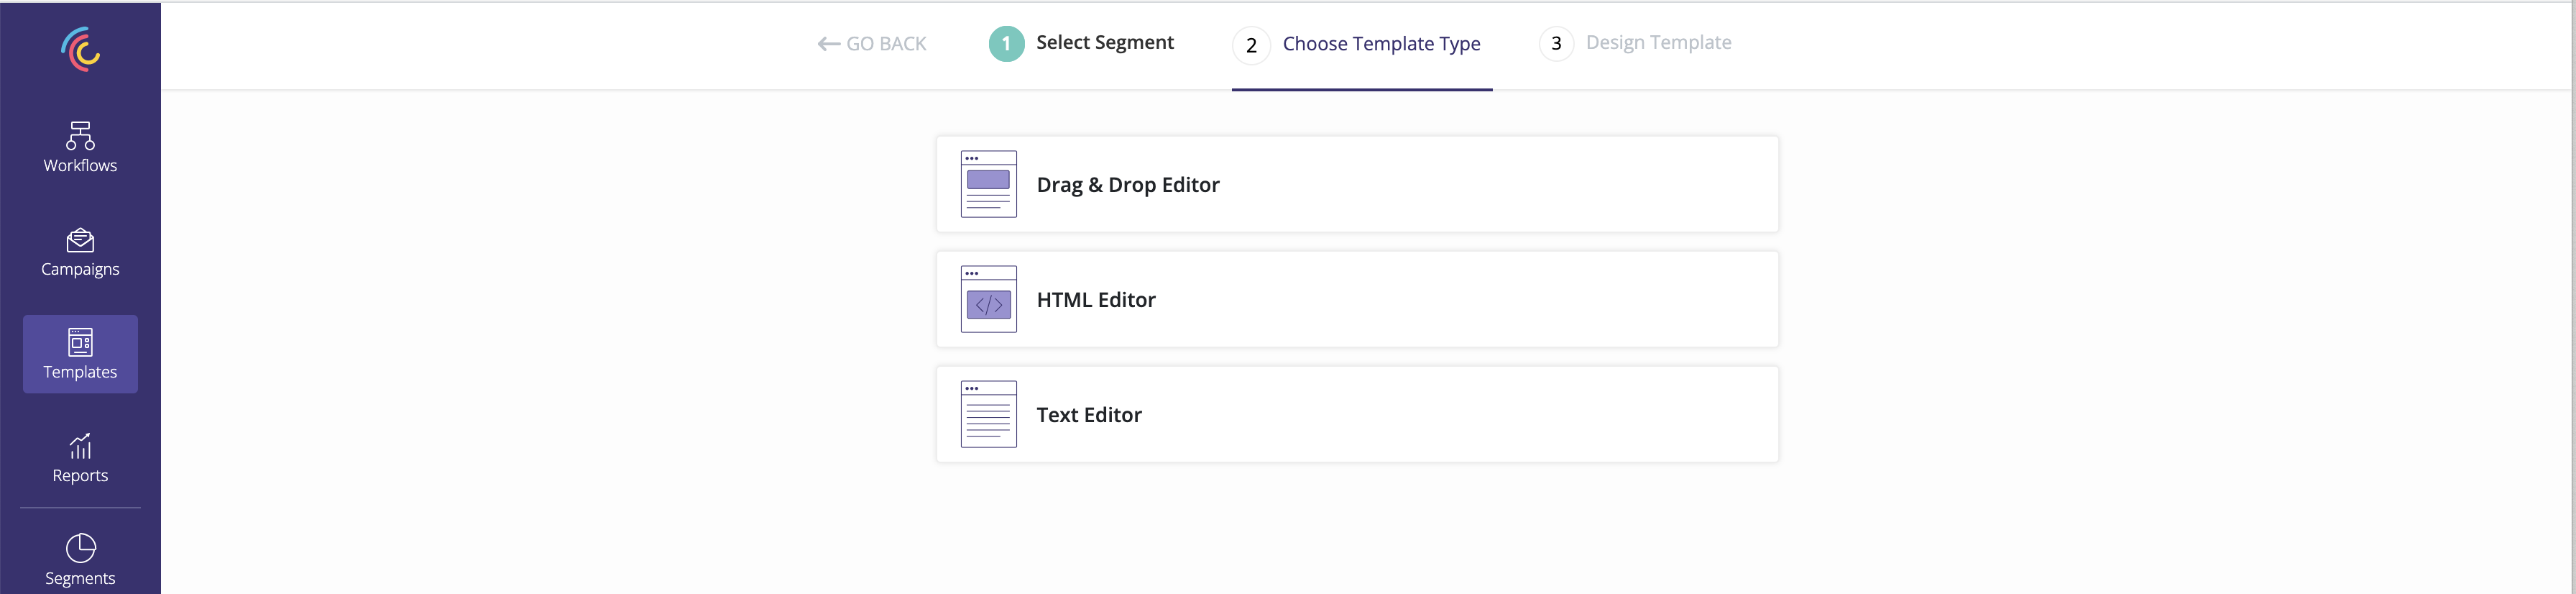 GO BACK
1 Select Segment
2 Choose Template Type
3 Design Template
Workflows
Campaigns
Templates
Reports
Segments
Drag & Drop Editor
</>
HTML Editor
Text Editor